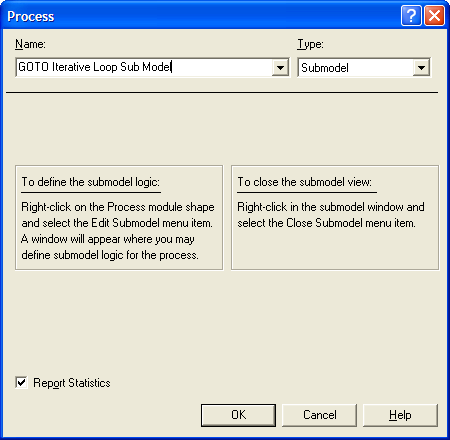 Process
Name: Type:
GOTO Iterative Loop Sub Model Submodel
To define the submodel logic:
Right-click on the Process module shape
and select the Edit Submodel menu item.
A window will appear where you may
define submodel logic for the process.
To close the submodel view:
Right-click in the submodel window and
select the Close Submodel menu item.
Report Statistics
OK Cancel Help